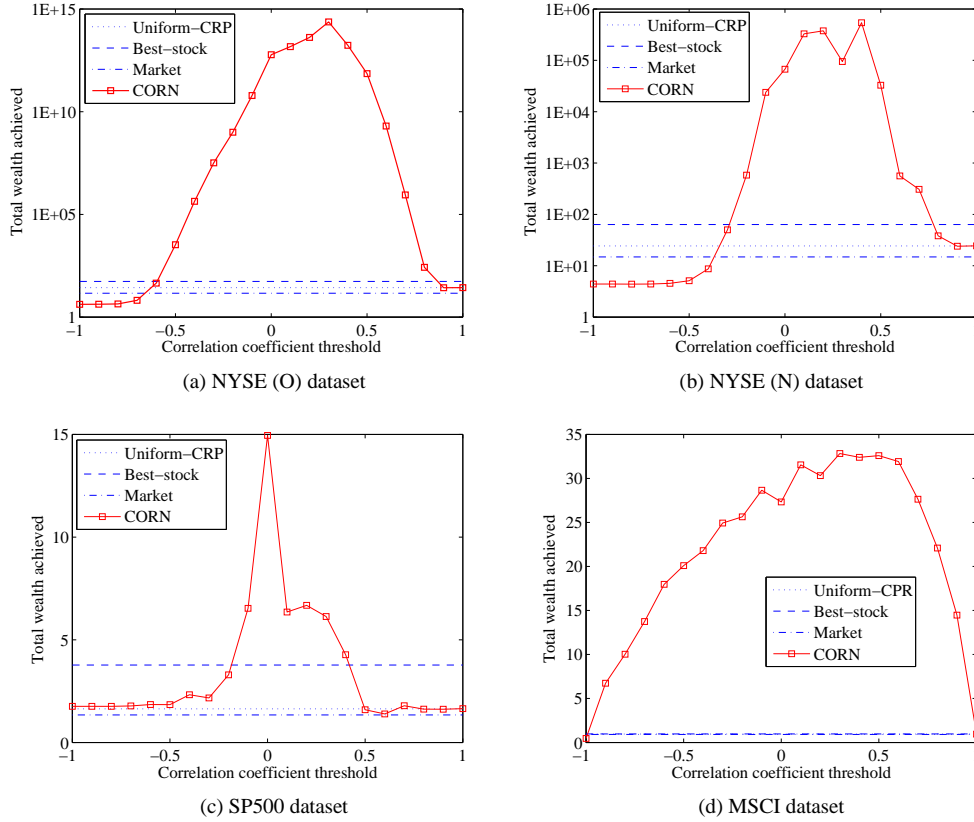 1E+15
1E+10
1E+05
1
Total wealth achieved
Uniform−CRP
Best−stock
Market
CORN
−1 −0.5 0 0.5 1
Correlation coefficient threshold
(a) NYSE (O) dataset
1E+06
1E+05
1E+04
1E+03
1E+02
1E+01
1
Total wealth achieved
Uniform−CRP
Best−stock
Market
CORN
−1 −0.5 0 0.5
Correlation coefficient threshold
(b) NYSE (N) dataset
15
10
5
0
Total wealth achieved
Uniform−CRP
Best−stock
Market
CORN
−1 −0.5 0 0.5 1
Correlation coefficient threshold
(c) SP500 dataset
35
30
25
20
15
10
5
0
Total wealth achieved
Uniform−CPR
Best−stock
Market
CORN
−1 −0.5 0 0.5
Correlation coefficient threshold
(d) MSCI dataset